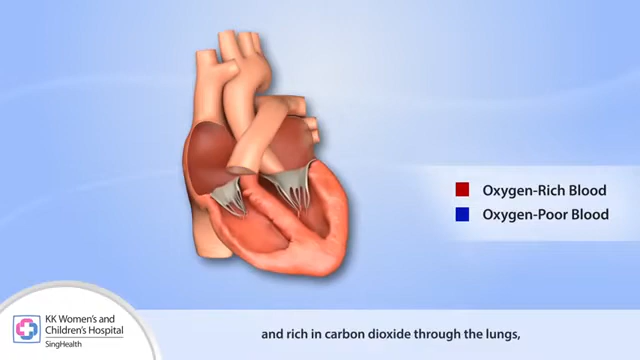 Oxygen-Rich Blood
Oxygen-Poor Blood
KK Women's and
Children's Hospital
SingHealth
and rich in carbon dioxide through the lungs,